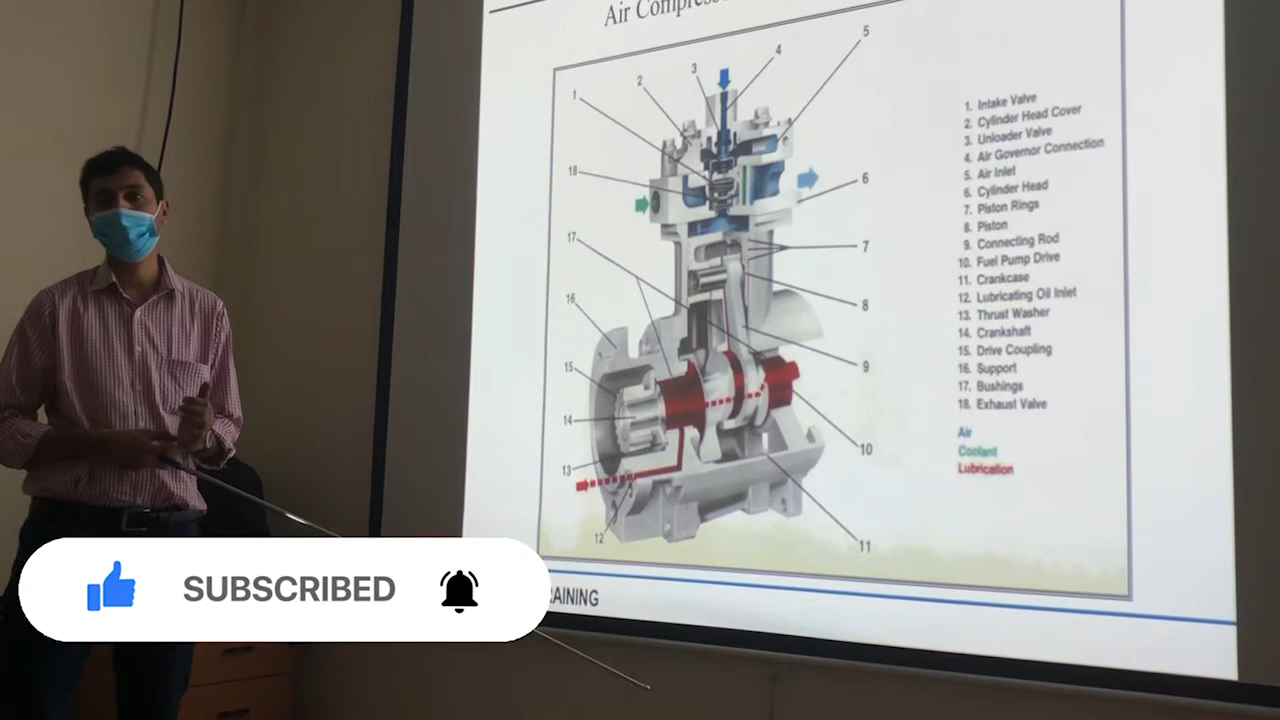 Air
1
2
3
4
5
6
7
8
9
10
11
12
13
14
15
16
17
18
1. Intake Valve
2. Cylinder Head Cover
3. Unloader Valve
4. Air Governor Connection
5. Air Inlet
6. Cylinder Head
7. Piston Rings
8. Piston
9. Connecting Rod
10. Fuel Pump Drive
11. Crankcase
12. Lubricating Oil Inlet
13. Thrust Washer
14. Crankshaft
15. Drive Coupling
16. Support
17. Bushings
18. Exhaust Valve
Air
Coolant
Lubrication
SUBSCRIBED